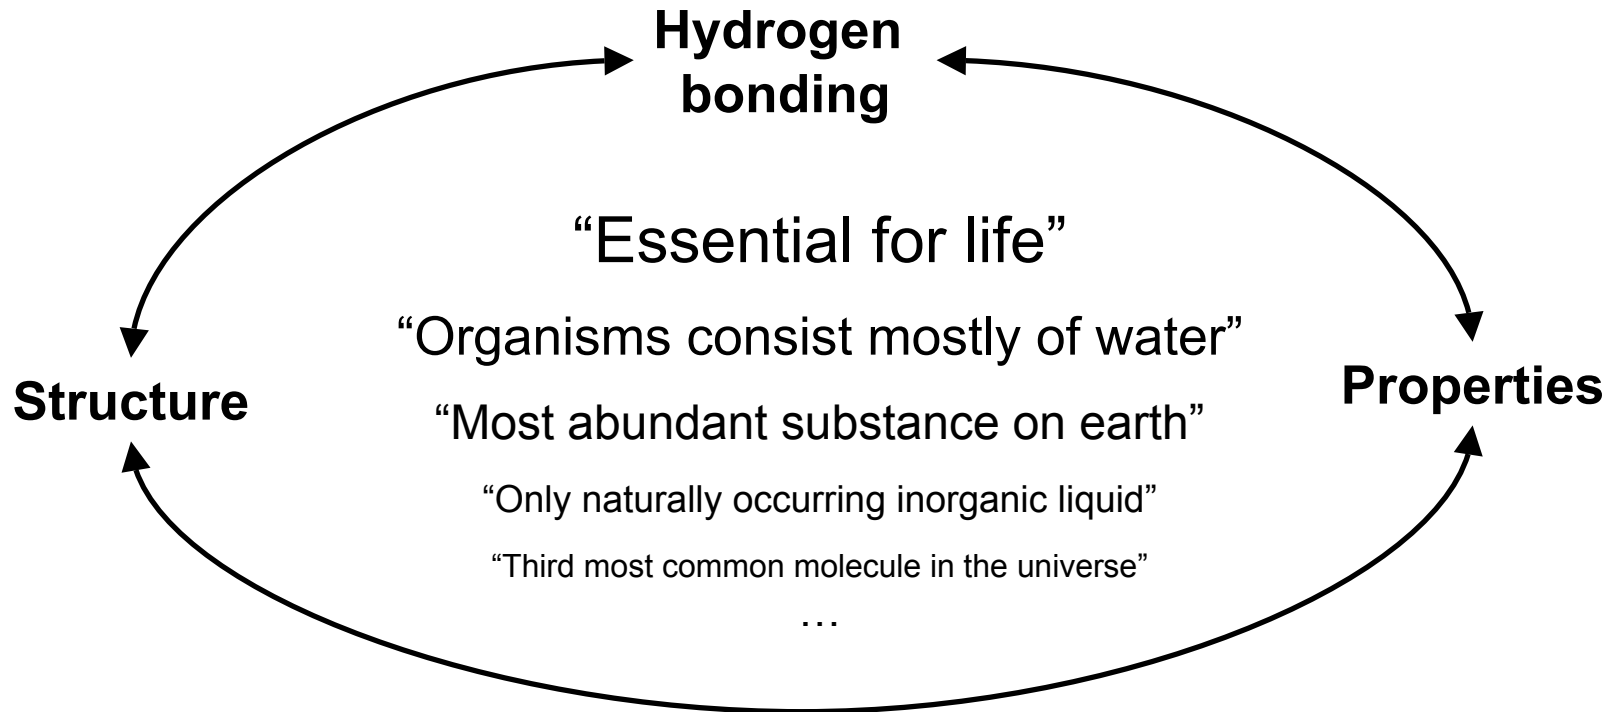 Hydrogen
bonding
“Essential for life”
“Organisms consist mostly of water”
Structure
Properties
“Most abundant substance on earth”
“Only naturally occurring inorganic liquid”
“Third most common molecule in the universe”
…